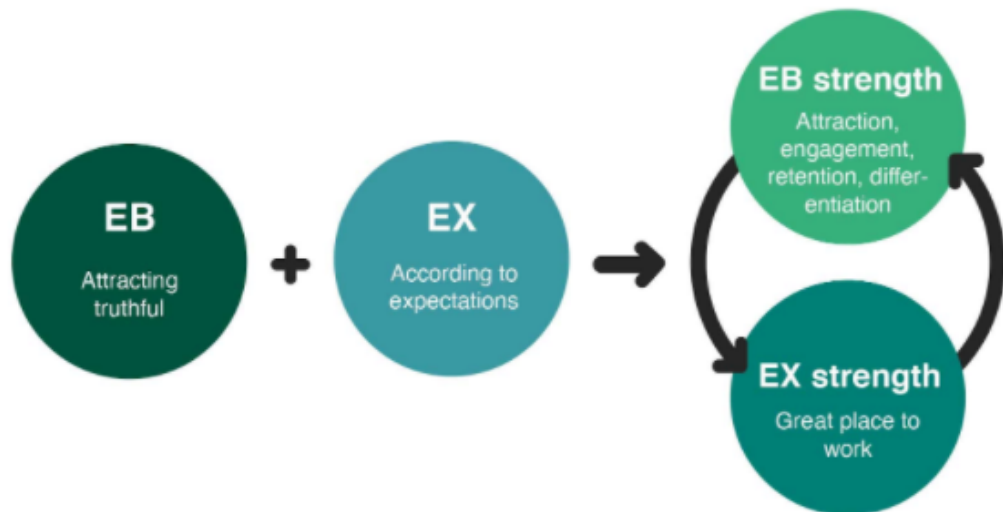 EB
Attracting
truthful
+
EX
According to
expectations
EB strength
Attraction,
engagement,
retention, differ-
entiation
EX strength
Great place to
work